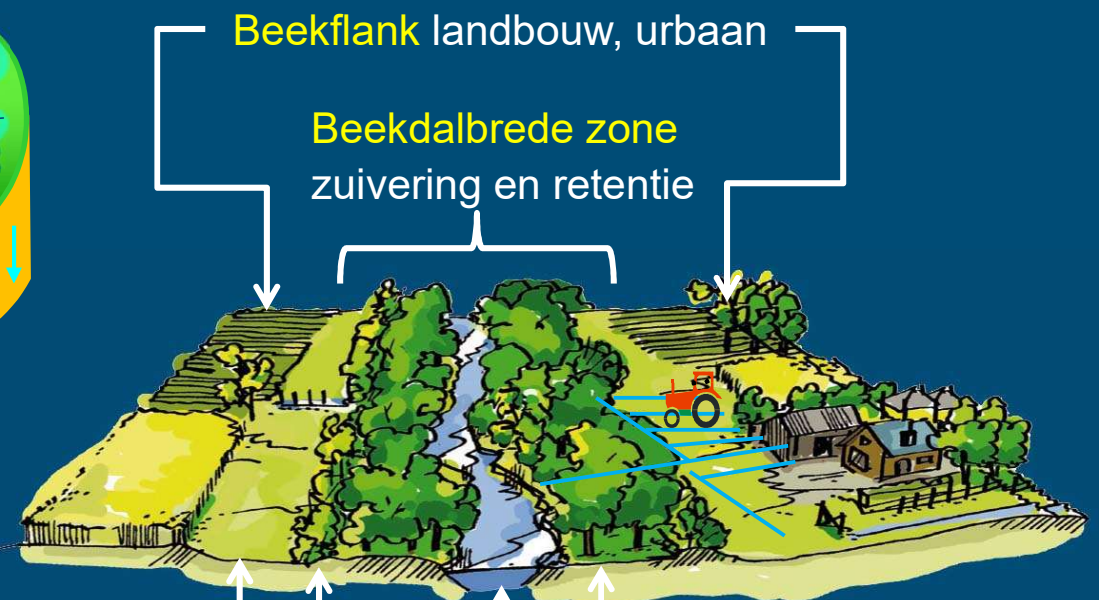 Beekflank landbouw, urbaan
Beekdalbrede zone
zuivering en retentie